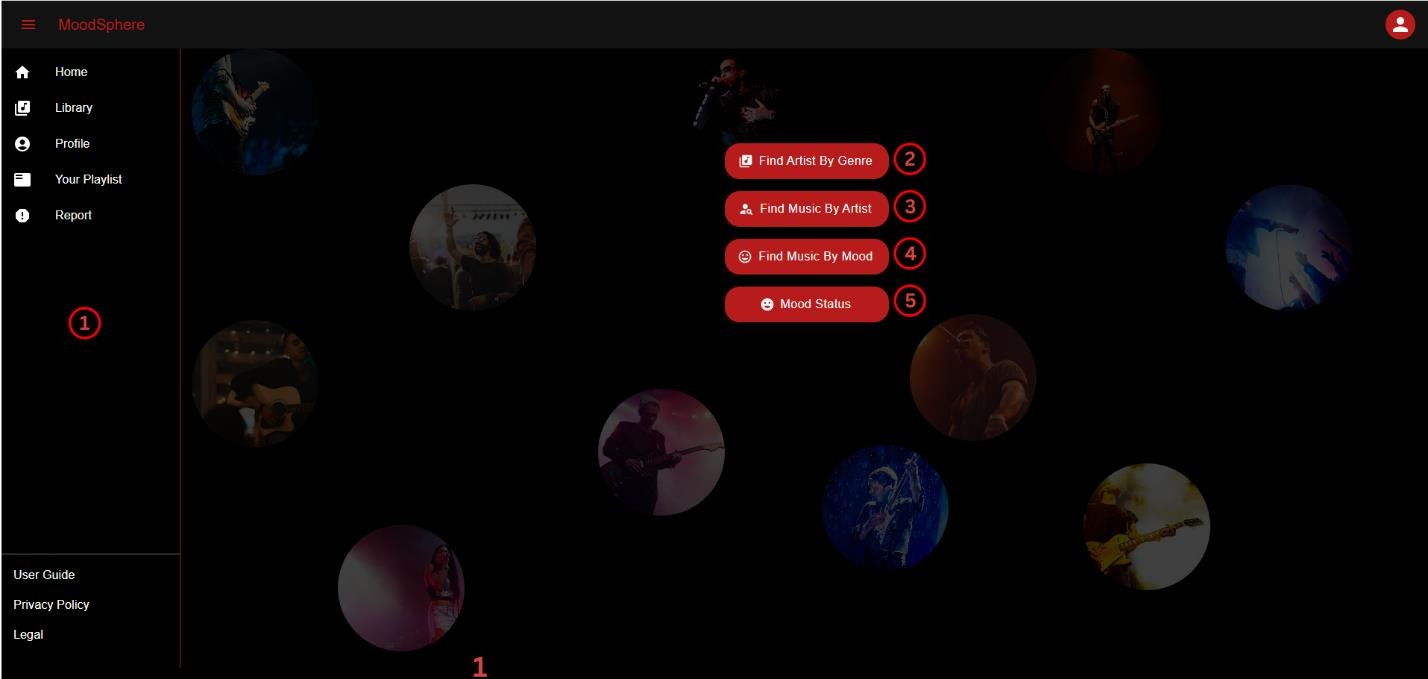 MoodSphere
Home
Library
Profile
Your Playlist
Report
1
Find Artist By Genre 2
Find Music By Artist 3
Find Music By Mood 4
Mood Status 5
User Guide
Privacy Policy
Legal
1